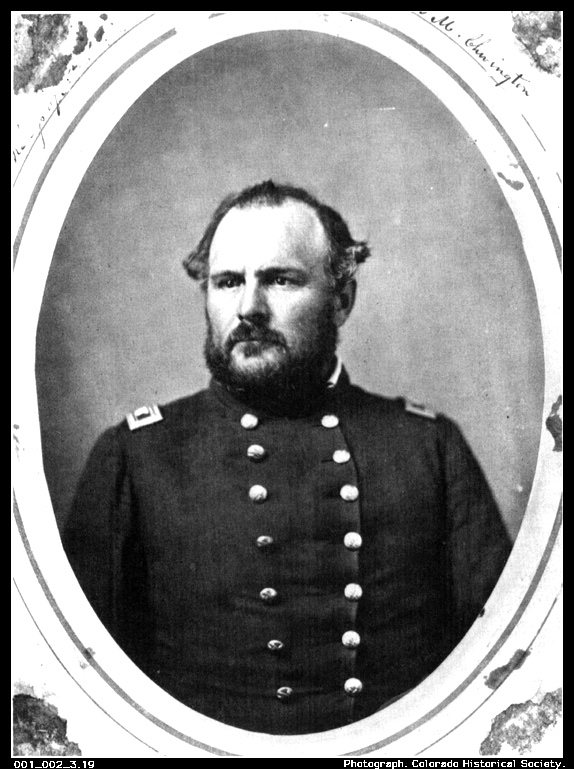 M. Chivington
001_002_3.19
Photograph. Colorado Historical Society.